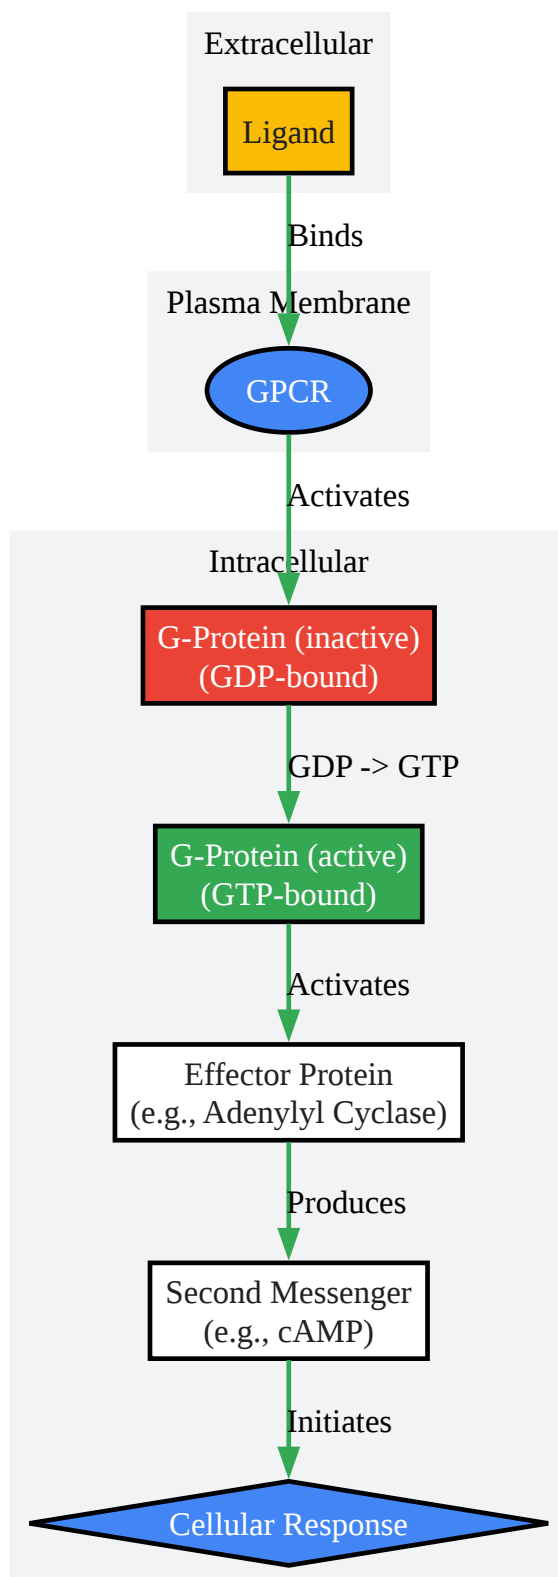 Extracellular
Ligand
Binds
Plasma Membrane
GPCR
Activates
Intracellular
G-Protein (inactive)
(GDP-bound)
GDP -> GTP
G-Protein (active)
(GTP-bound)
Activates
Effector Protein
(e.g., Adenylyl Cyclase)
Produces
Second Messenger
(e.g., cAMP)
Initiates
Cellular Response